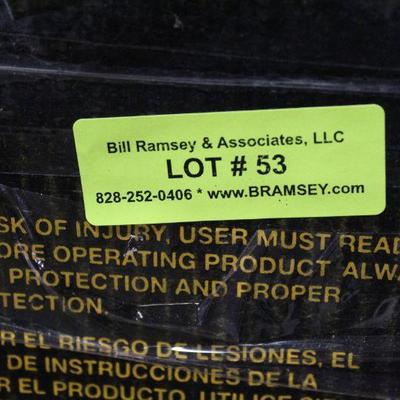 Bill Ramsey & Associates, LLC
LOT # 53
828-252-0406 * www.BRAMSEY.com
SK OF INJURY, USER MUST READ
ORE OPERATING PRODUCT ALWA
PROTECTION AND PROPER
TECTION.
R EL RIESGO DE LESIONES, EL
DE INSTRUCCIONES DE LA
R EL PRODUCTO. UTILICE